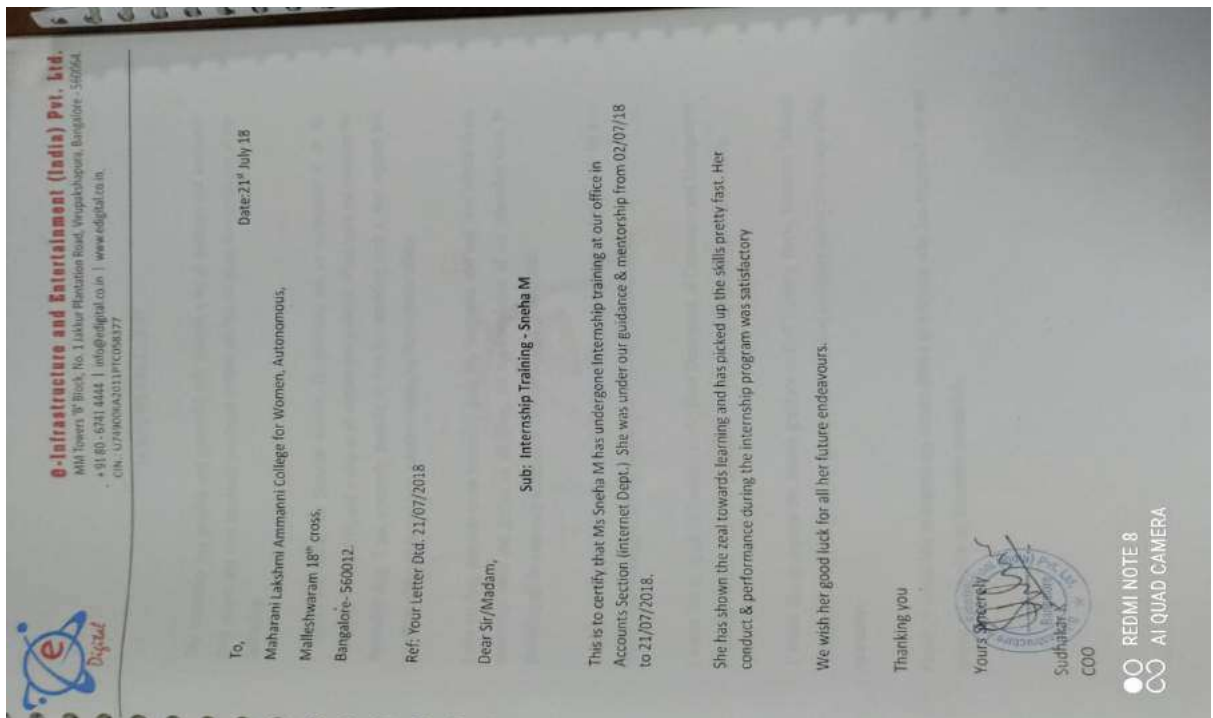 e
Digital
e-Infrastructure and Entertainment (India) Pvt. Ltd.
MM Towers 'B' Block, No. 1 Jakkur Plantation Road, Virupakshapura, Bangalore - 560064.
+ 91 80 - 6741 4444 | info@edigital.co.in | www.edigital.co.in.
CIN.: U74900KA2011PTC058377
Date:21st July 18
To,
Maharani Lakshmi Ammanni College for Women, Autonomous,
Malleshwaram 18th cross,
Bangalore- 560012.
Ref: Your Letter Dtd. 21/07/2018
Sub: Internship Training - Sneha M
Dear Sir/Madam,
This is to certify that Ms Sneha M has undergone Internship training at our office in
Accounts Section (internet Dept.) She was under our guidance & mentorship from 02/07/18
to 21/07/2018.
She has shown the zeal towards learning and has picked up the skills pretty fast. Her
conduct & performance during the internship program was satisfactory
We wish her good luck for all her future endeavours.
Thanking you
Yours Sincerely
Sudhakar
COO
REDMI NOTE 8
AI QUAD CAMERA